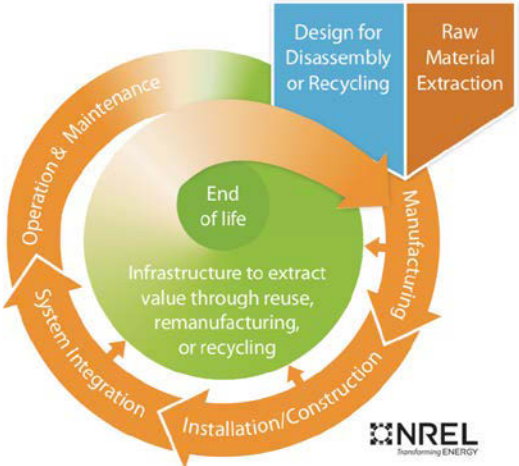 Design for
Disassembly
or Recycling
Raw
Material
Extraction
Manufacturing
Installation/Construction
System Integration
Operation & Maintenance
End
of life
Infrastructure to extract
value through reuse,
remanufacturing,
or recycling
NREL
Transforming ENERGY